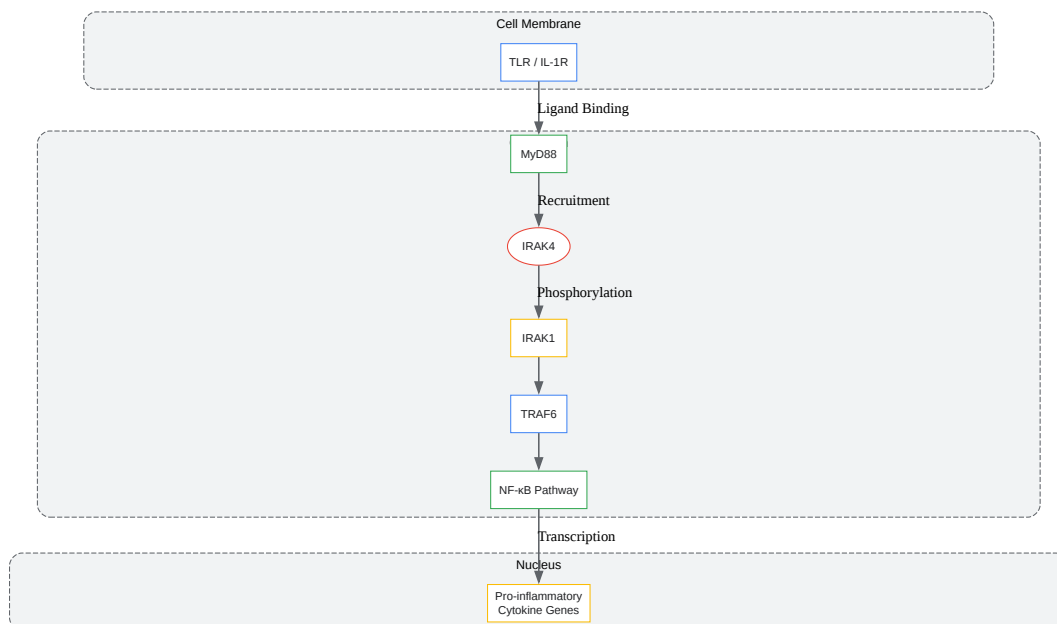 Cell Membrane
TLR / IL-1R
Ligand Binding
MyD88
Recruitment
IRAK4
Phosphorylation
IRAK1
TRAF6
NF-κB Pathway
Transcription
Nucleus
Pro-inflammatory
Cytokine Genes